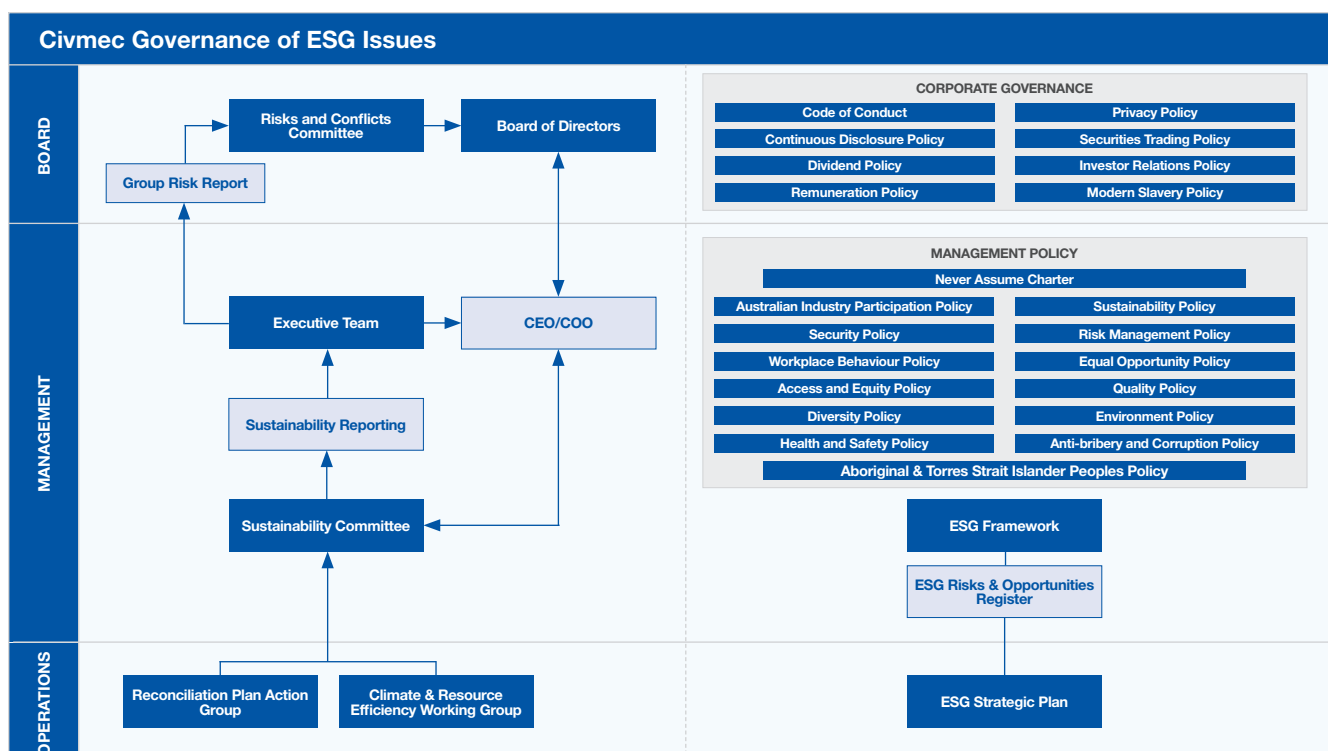 Civmec Governance of ESG Issues
BOARD
Risks and Conflicts
Committee
Board of Directors
Group Risk Report
CORPORATE GOVERNANCE
Code of Conduct
Privacy Policy
Continuous Disclosure Policy
Securities Trading Policy
Dividend Policy
Investor Relations Policy
Remuneration Policy
Modern Slavery Policy
MANAGEMENT
Executive Team
CEO/COO
Sustainability Reporting
Sustainability Committee
MANAGEMENT POLICY
Never Assume Charter
Australian Industry Participation Policy
Sustainability Policy
Security Policy
Risk Management Policy
Workplace Behaviour Policy
Equal Opportunity Policy
Access and Equity Policy
Quality Policy
Diversity Policy
Environment Policy
Health and Safety Policy
Anti-bribery and Corruption Policy
Aboriginal & Torres Strait Islander Peoples Policy
ESG Framework
ESG Risks & Opportunities
Register
OPERATIONS
Reconciliation Plan Action
Group
Climate & Resource
Efficiency Working Group
ESG Strategic Plan